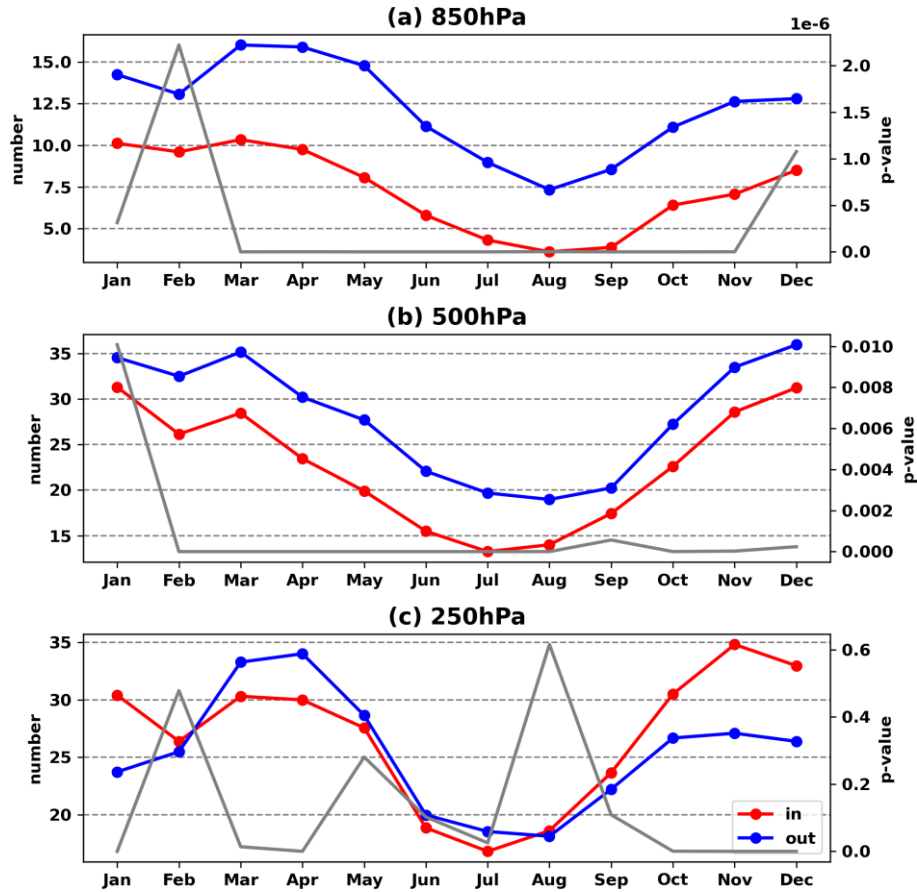 (a) 850hPa
1e-6
15.0
12.5
10.0
7.5
5.0
number
2.0
1.5
1.0
0.5
0.0
p-value
Jan Feb Mar Apr May Jun Jul Aug Sep Oct Nov Dec
(b) 500hPa
35
30
25
20
15
number
0.010
0.008
0.006
0.004
0.002
0.000
p-value
Jan Feb Mar Apr May Jun Jul Aug Sep Oct Nov Dec
(c) 250hPa
35
30
25
20
number
0.6
0.4
0.2
0.0
p-value
in
out
Jan Feb Mar Apr May Jun Jul Aug Sep Oct Nov Dec